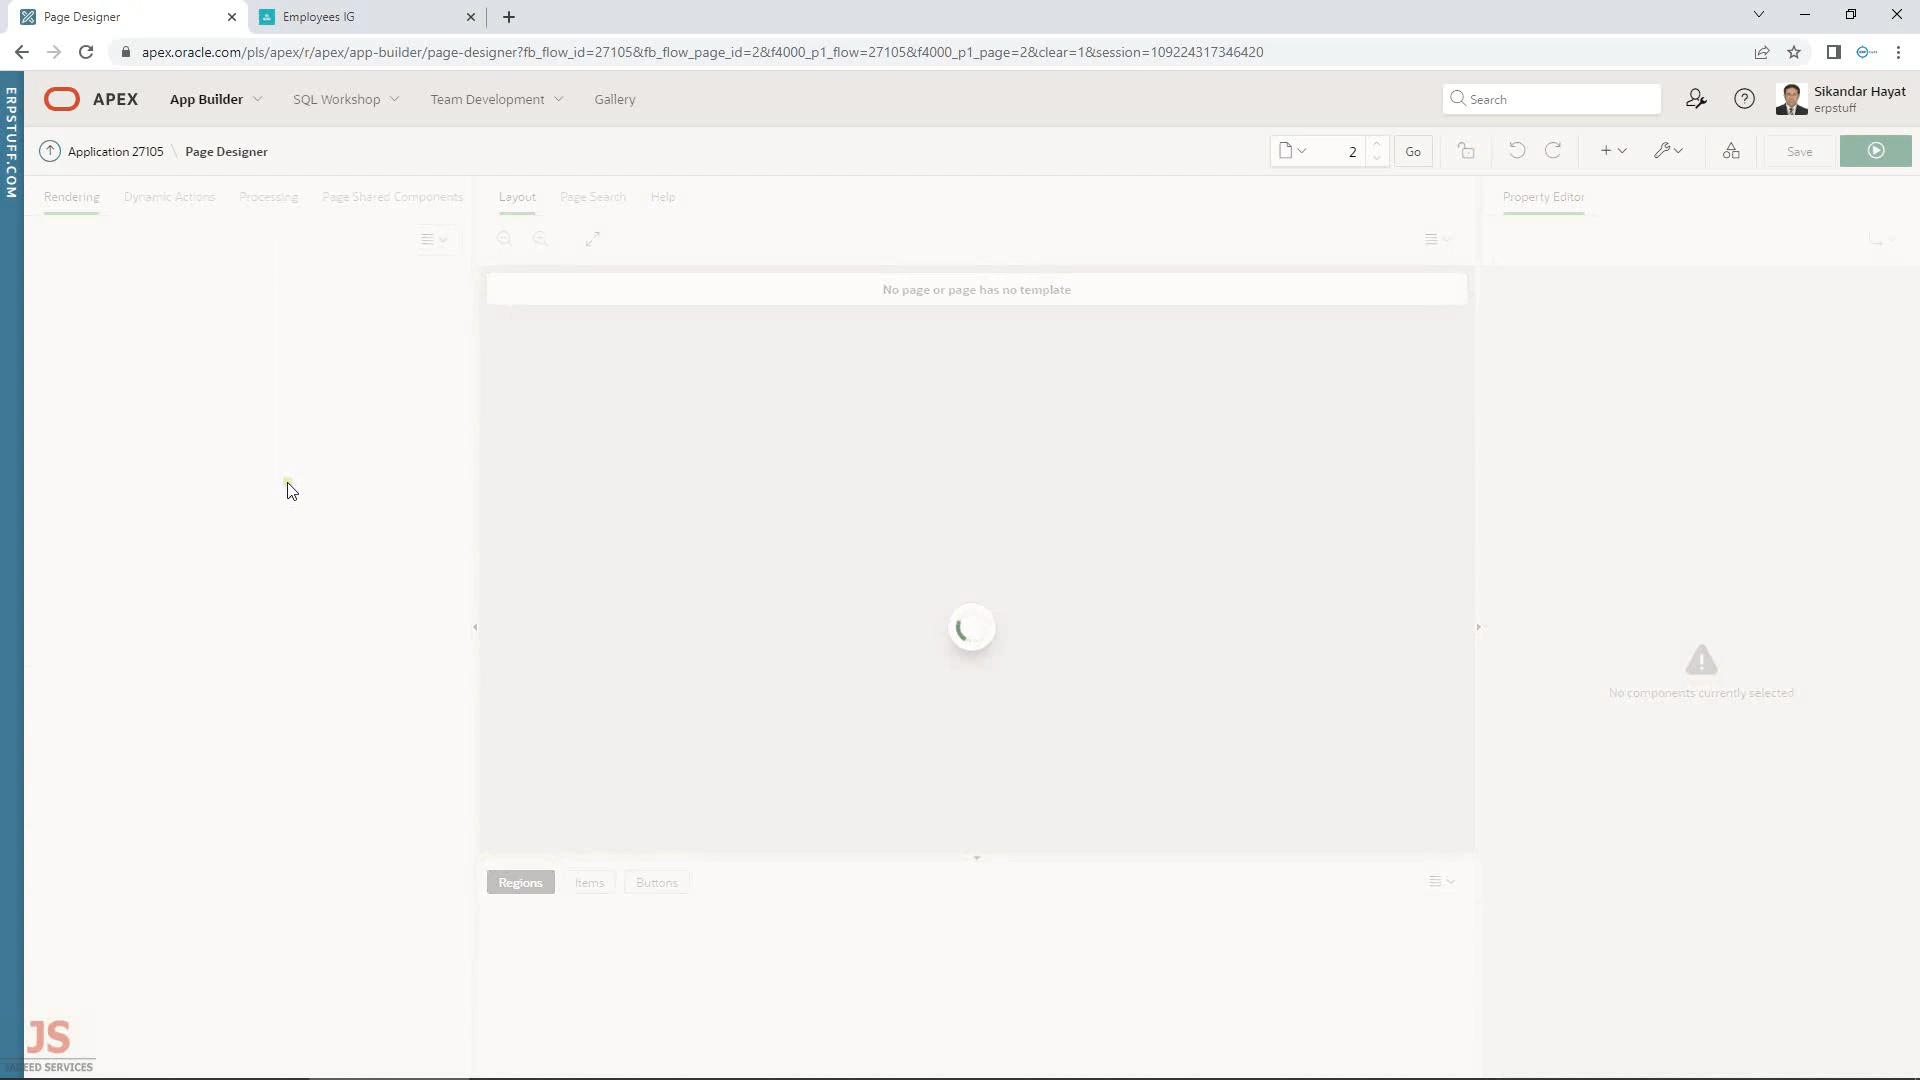 Page Designer
Employees IG
apex.oracle.com/pls/apex/r/apex/app-builder/page-designer?fb_flow_id=27105&fb_flow_page_id=2&f4000_p1_flow=27105&f4000_p1_page=2&clear=1&session=109224317346420
ERPSTUFF.COM
APEX
App Builder
SQL Workshop
Team Development
Gallery
Search
Sikandar Hayat
erpstuff
Application 27105 \ Page Designer
2
Go
Save
Rendering
Dynamic Actions
Processing
Page Shared Components
Layout
Page Search
Help
Property Editor
No page or page has no template
No components currently selected
Regions
Items
Buttons
JS
SERVICES